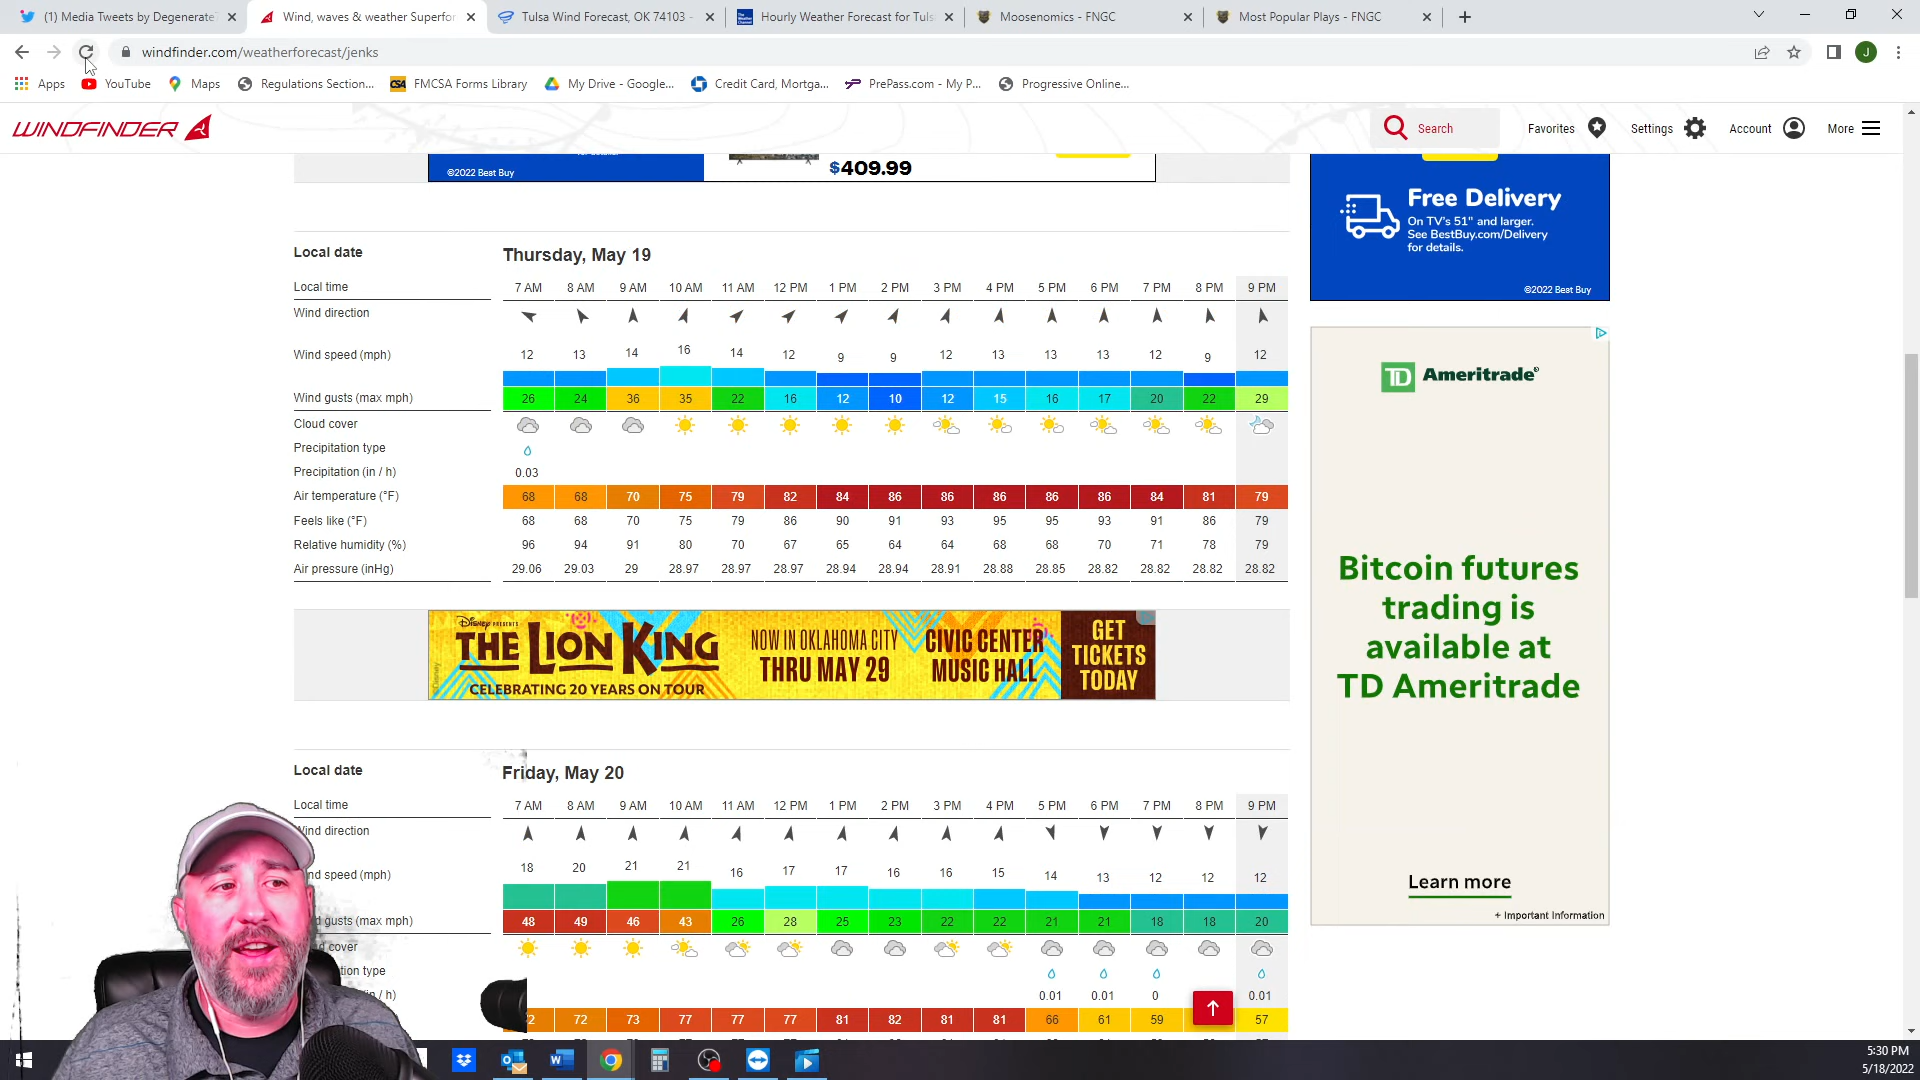 (1) Media Tweets by Degenerate
Wind, waves & weather Superfor
Tulsa Wind Forecast, OK 74103 -
Hourly Weather Forecast for Tuls
Moosenomics - FNGC
Most Popular Plays - FNGC
windfinder.com/weatherforecast/jenks
J
Apps
YouTube
Maps
Regulations Section...
CSA FMCSA Forms Library
My Drive - Google...
Credit Card, Mortga...
PrePass.com - My P...
Progressive Online...
WINDFINDER
Search
Favorites
Settings
Account
More
©2022 Best Buy
$409.99
Free Delivery
On TV's 51" and larger.
See BestBuy.com/Delivery
for details.
©2022 Best Buy
Local date Thursday, May 19
Local time 7 AM 8 AM 9 AM 10 AM 11 AM 12 PM 1 PM 2 PM 3 PM 4 PM 5 PM 6 PM 7 PM 8 PM 9 PM
Wind direction
Wind speed (mph) 12 13 14 16 14 12 9 9 12 13 13 13 12 9 12
Wind gusts (max mph) 26 24 36 35 22 16 12 10 12 15 16 17 20 22 29
Cloud cover
Precipitation type
Precipitation (in / h) 0.03
Air temperature (°F) 68 68 70 75 79 82 84 86 86 86 86 86 84 81 79
Feels like (°F) 68 68 70 75 79 86 90 91 93 95 95 93 91 86 79
Relative humidity (%) 96 94 91 80 70 67 65 64 64 68 68 70 71 78 79
Air pressure (inHg) 29.06 29.03 29 28.97 28.97 28.97 28.94 28.94 28.91 28.88 28.85 28.82 28.82 28.82 28.82
Disney PRESENTS
THE LION KING
CELEBRATING 20 YEARS ON TOUR
NOW IN OKLAHOMA CITY
THRU MAY 29
CIVIC CENTER
MUSIC HALL
GET
TICKETS
TODAY
TD Ameritrade
Bitcoin futures
trading is
available at
TD Ameritrade
Learn more
+ Important Information
Local date Friday, May 20
Local time 7 AM 8 AM 9 AM 10 AM 11 AM 12 PM 1 PM 2 PM 3 PM 4 PM 5 PM 6 PM 7 PM 8 PM 9 PM
Wind direction
nd speed (mph) 18 20 21 21 16 17 17 16 16 15 14 13 12 12 12
d gusts (max mph) 48 49 46 43 26 28 25 23 22 22 21 21 18 18 20
d cover
tion type
n / h) 0.01 0.01 0 0.01
2 72 73 77 77 77 81 82 81 81 66 61 59 57
5:30 PM
5/18/2022